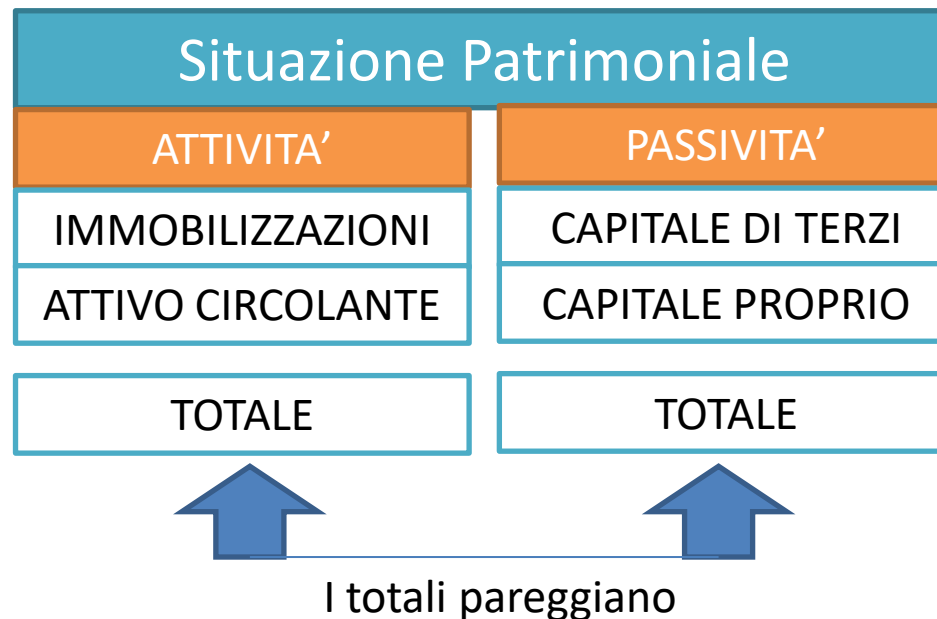 Situazione Patrimoniale
ATTIVITA’
PASSIVITA’
IMMOBILIZZAZIONI
CAPITALE DI TERZI
ATTIVO CIRCOLANTE
CAPITALE PROPRIO
TOTALE
TOTALE
I totali pareggiano